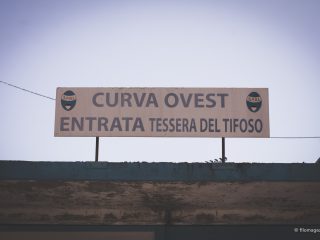 CURVA OVEST
ENTRATA TESSERA DEL TIFOSO